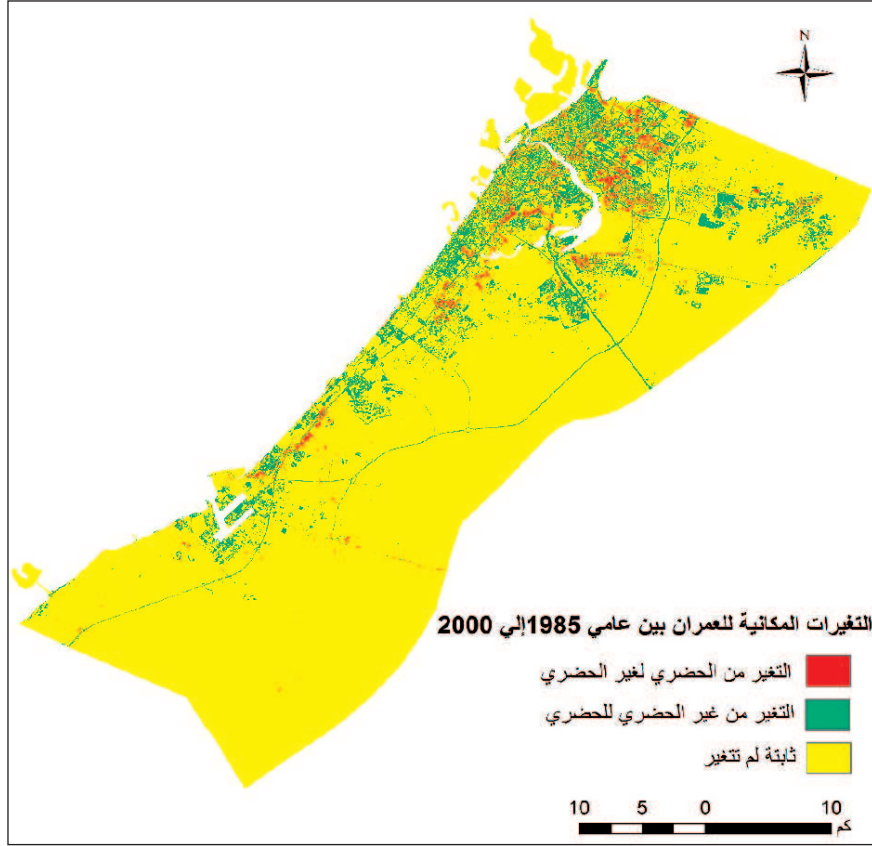 N
التغيرات المكانية للعمران بين عامي 1985إلي 2000
التغير من الحضري لغير الحضري
التغير من غير الحضري للحضري
ثابتة لم تتغير
10 5 0 10
كم